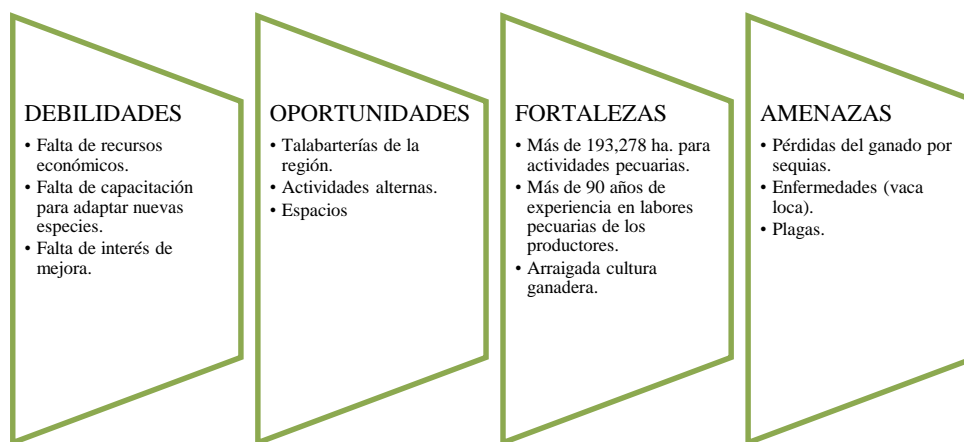 DEBILIDADES
• Falta de recursos
económicos.
• Falta de capacitación
para adaptar nuevas
especies.
• Falta de interés de
mejora.
OPORTUNIDADES
• Talabarterías de la
región.
• Actividades alternas.
• Espacios
FORTALEZAS
• Más de 193,278 ha. para
actividades pecuarias.
• Más de 90 años de
experiencia en labores
pecuarias de los
productores.
• Arraigada cultura
ganadera.
AMENAZAS
• Pérdidas del ganado por
sequias.
• Enfermedades (vaca
loca).
• Plagas.